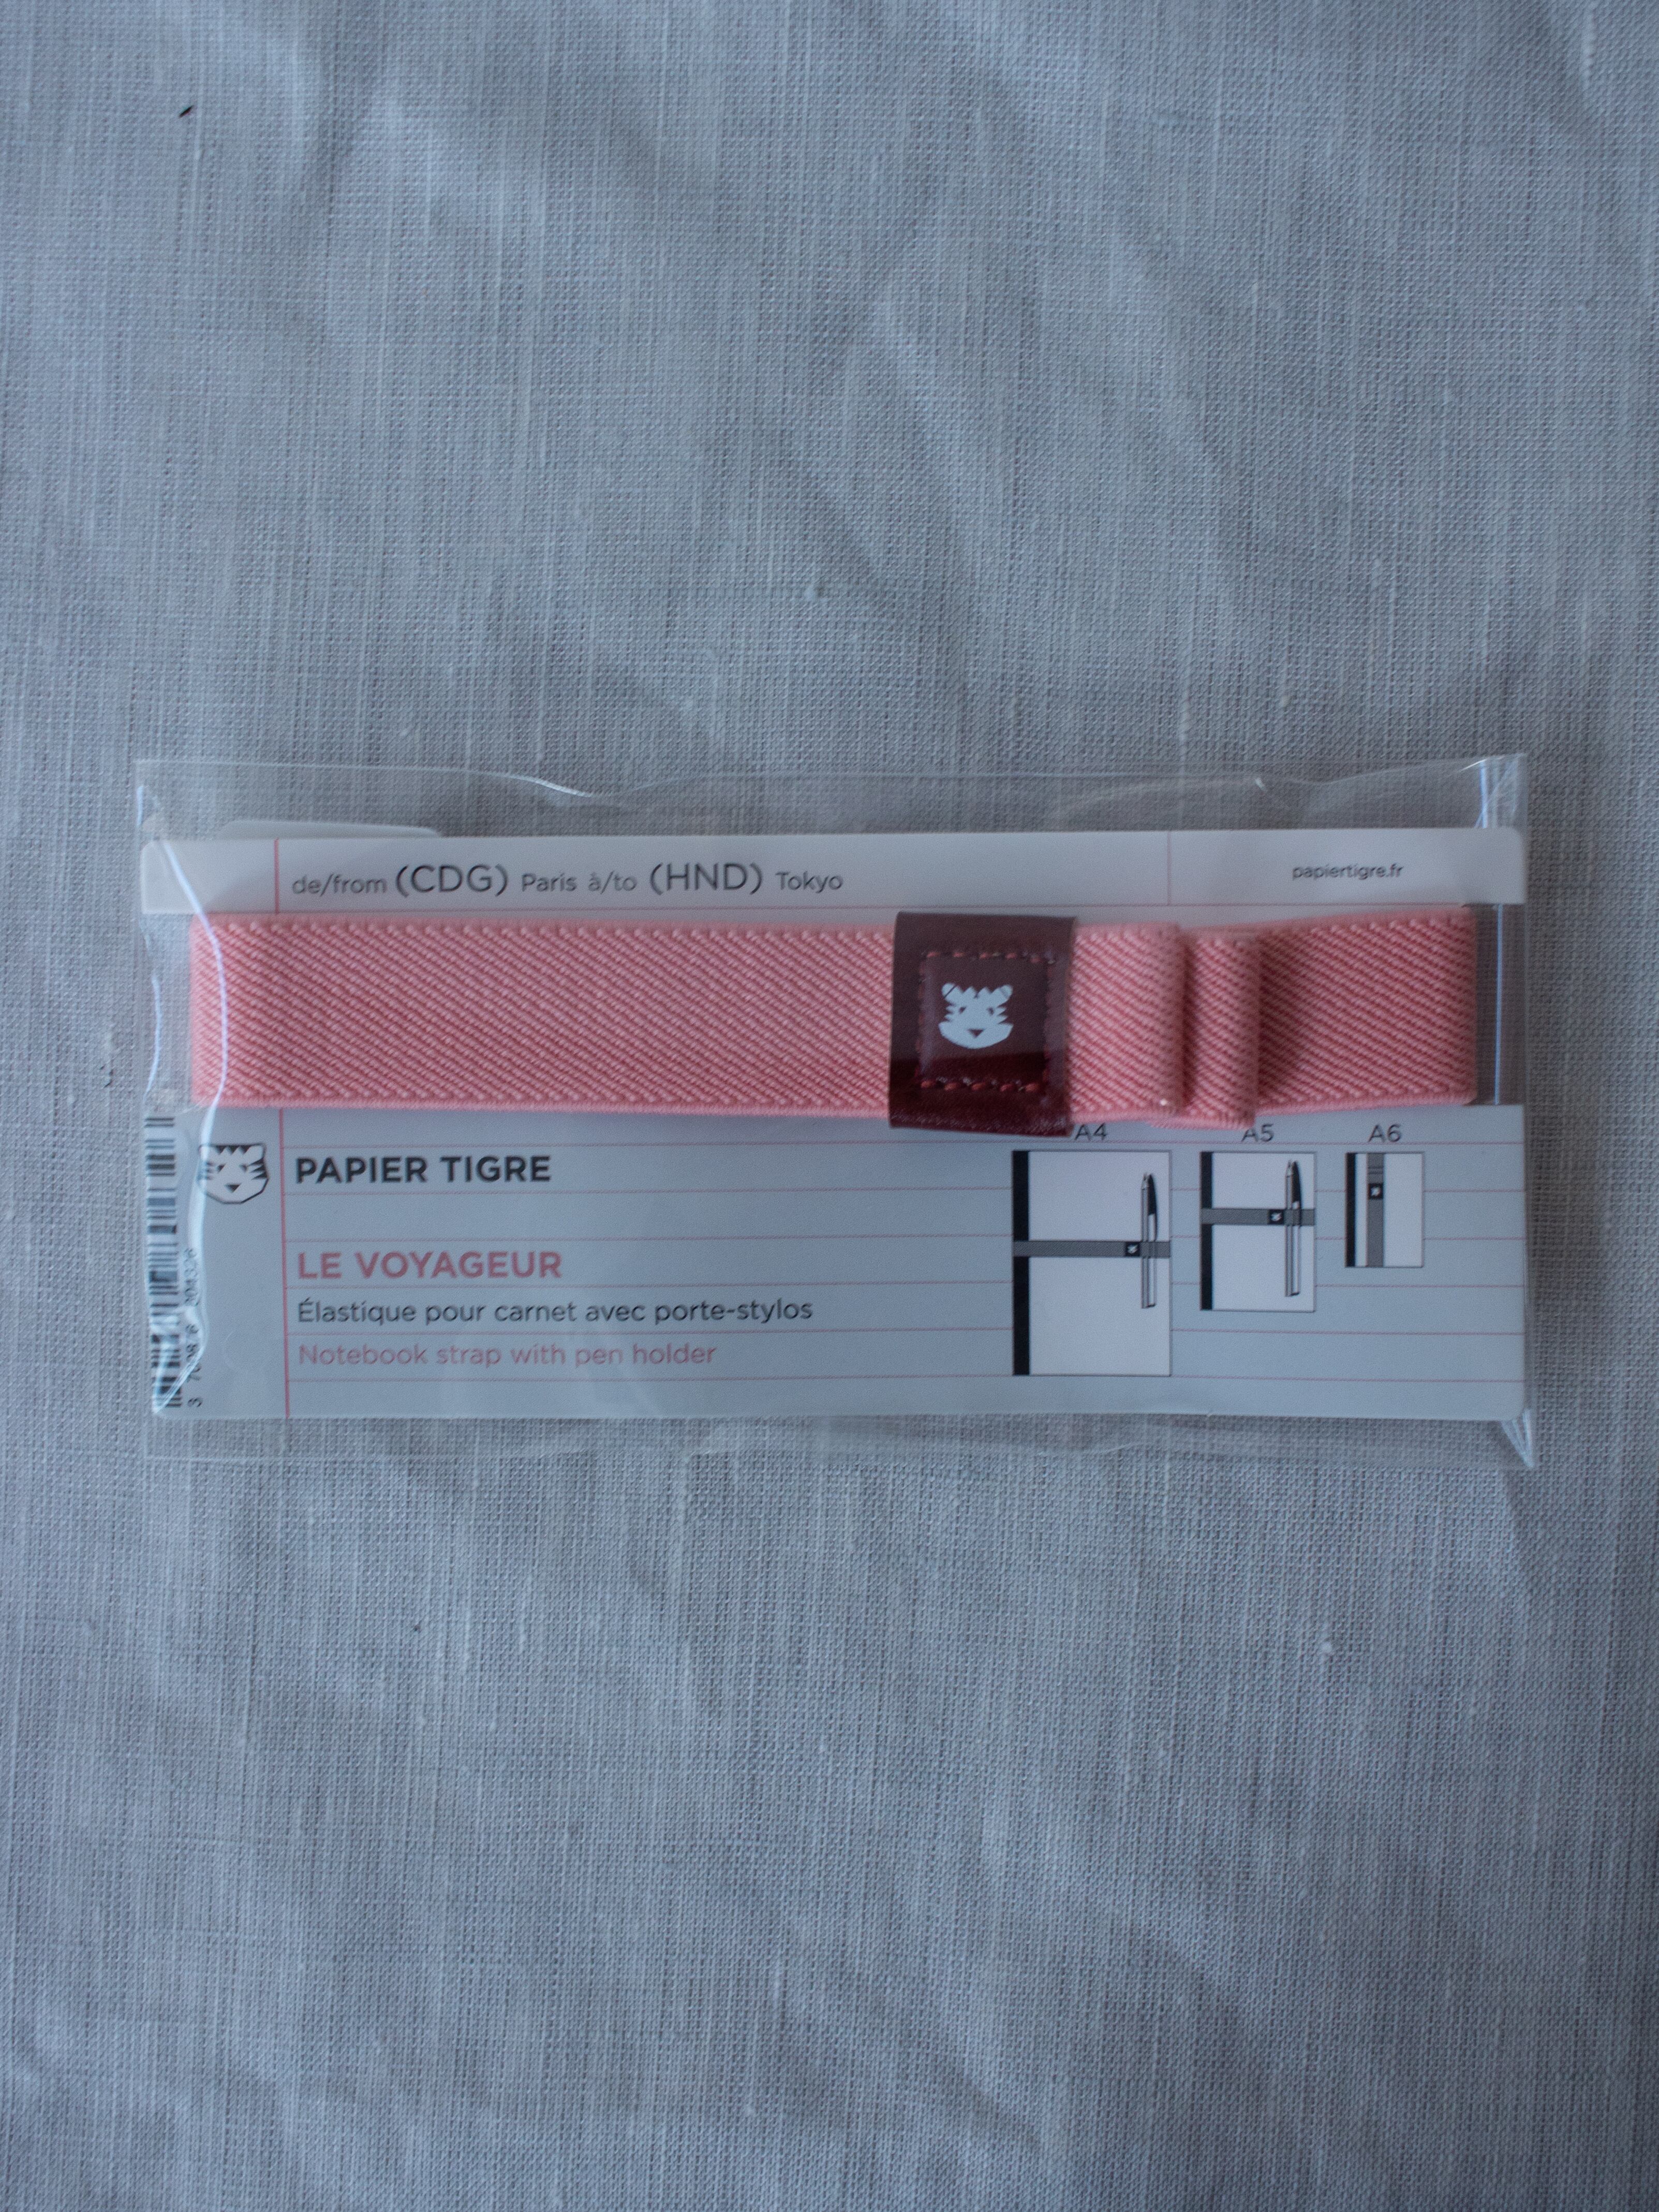 de/from (CDG) Paris à/to (HND) Tokyo
papiertigre.fr
A4 A5 A6
PAPIER TIGRE
LE VOYAGEUR
Élastique pour carnet avec porte-stylos
Notebook strap with pen holder